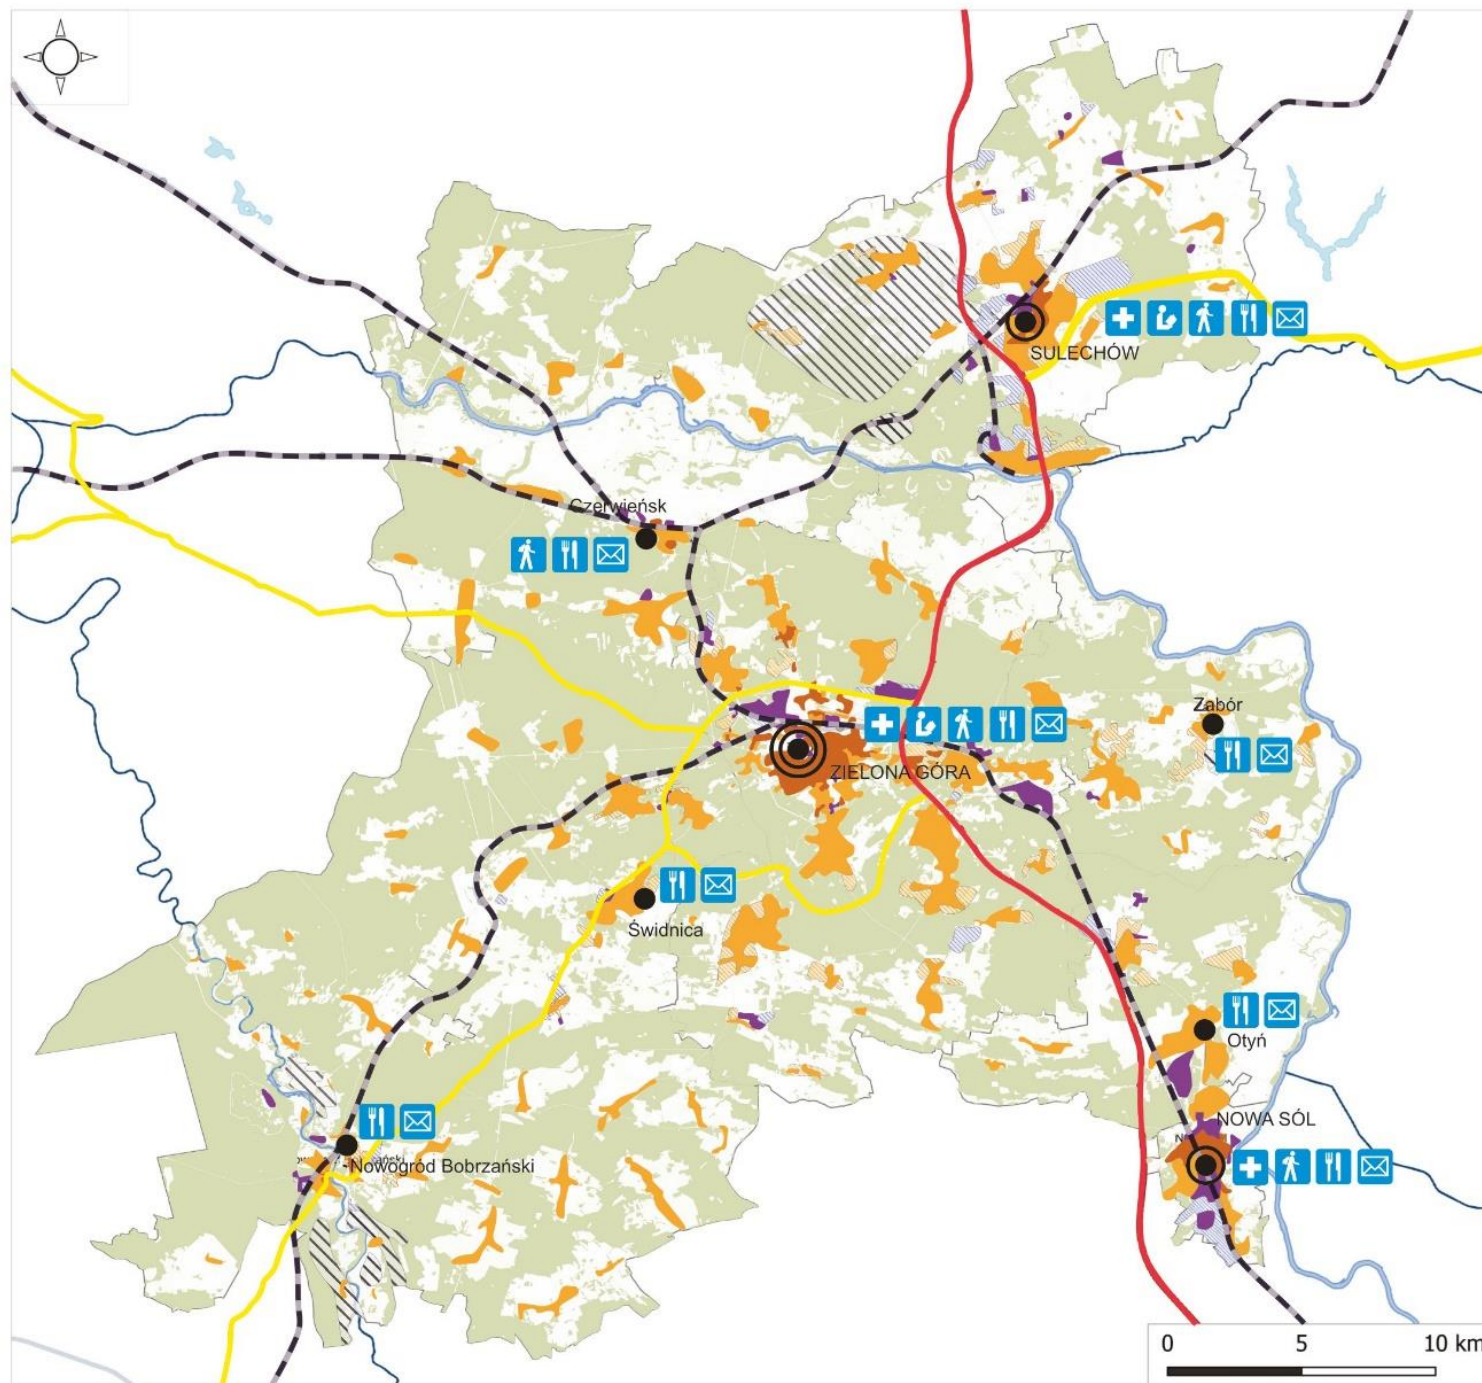 SULECHÓW
Czerwieńsk
Zabór
ZIELONA GÓRA
Świdnica
Otyń
NOWA SÓL
N
Nowogród Bobrzański
0 5 10 km